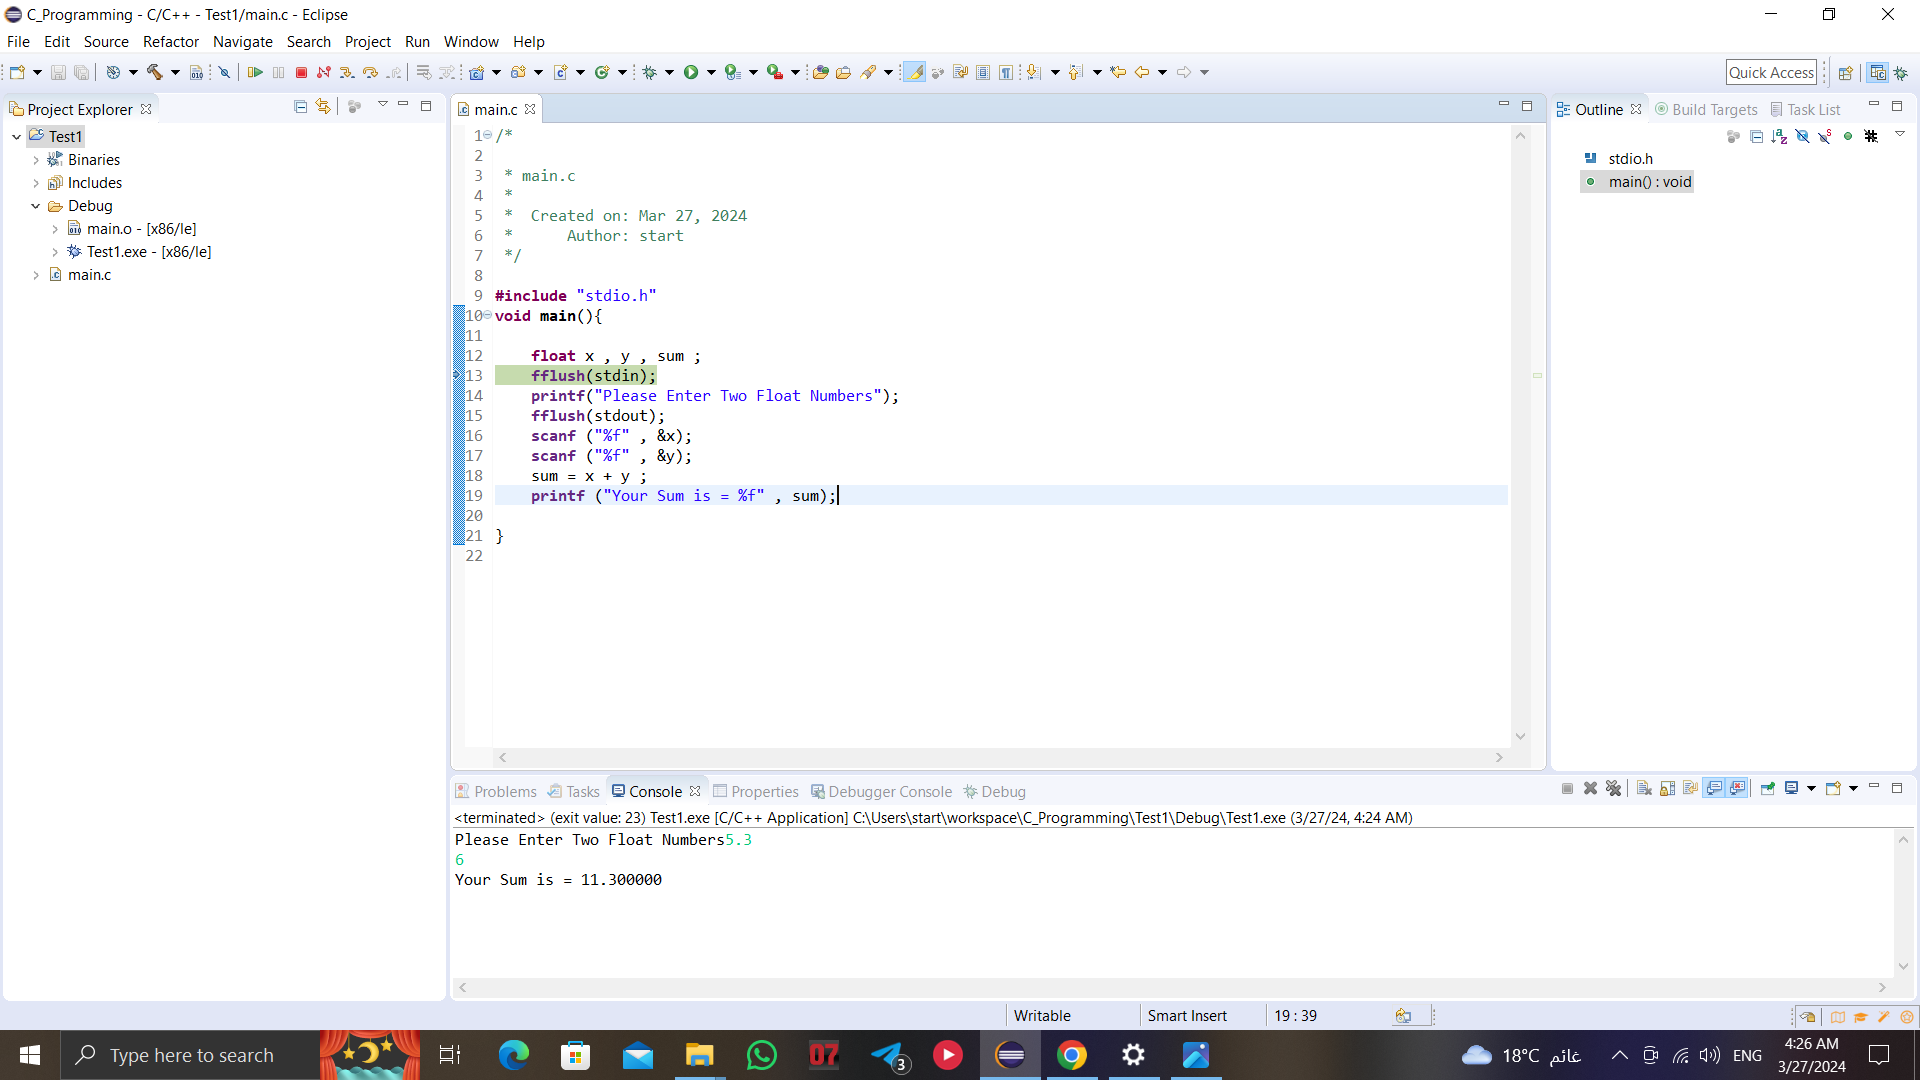 C_Programming - C/C++ - Test1/main.c - Eclipse
File Edit Source Refactor Navigate Search Project Run Window Help
Quick Access
Project Explorer
main.c
Outline Build Targets Task List
Test1
Binaries
Includes
Debug
main.o - [x86/le]
Test1.exe - [x86/le]
main.c
1 /*
2
3  * main.c
4  *
5  *  Created on: Mar 27, 2024
6  *      Author: start
7  */
8
9 #include "stdio.h"
10 void main(){
11
12     float x , y , sum ;
13     fflush(stdin);
14     printf("Please Enter Two Float Numbers");
15     fflush(stdout);
16     scanf ("%f" , &x);
17     scanf ("%f" , &y);
18     sum = x + y ;
19     printf ("Your Sum is = %f" , sum);
20
21 }
22
stdio.h
main() : void
Problems Tasks Console Properties Debugger Console Debug
<terminated> (exit value: 23) Test1.exe [C/C++ Application] C:\Users\start\workspace\C_Programming\Test1\Debug\Test1.exe (3/27/24, 4:24 AM)
Please Enter Two Float Numbers5.3
6
Your Sum is = 11.300000
Writable Smart Insert 19 : 39
Type here to search
07
3
18°C غائم
ENG
4:26 AM
3/27/2024